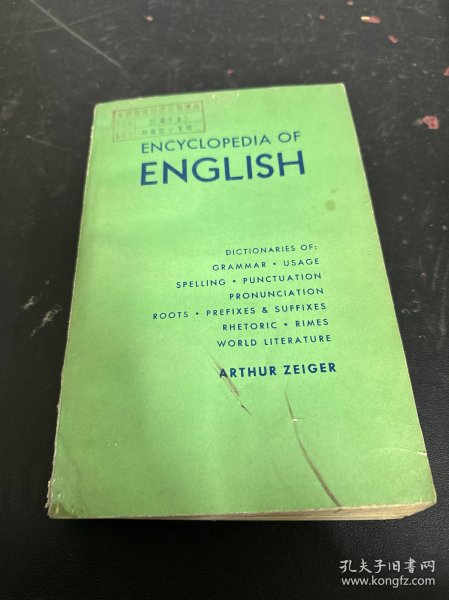 ENCYCLOPEDIA OF
ENGLISH
DICTIONARIES OF:
GRAMMAR • USAGE
SPELLING • PUNCTUATION
PRONUNCIATION
ROOTS • PREFIXES & SUFFIXES
RHETORIC • RIMES
WORLD LITERATURE
ARTHUR ZEIGER
孔夫子旧书网
www.kongfz.com